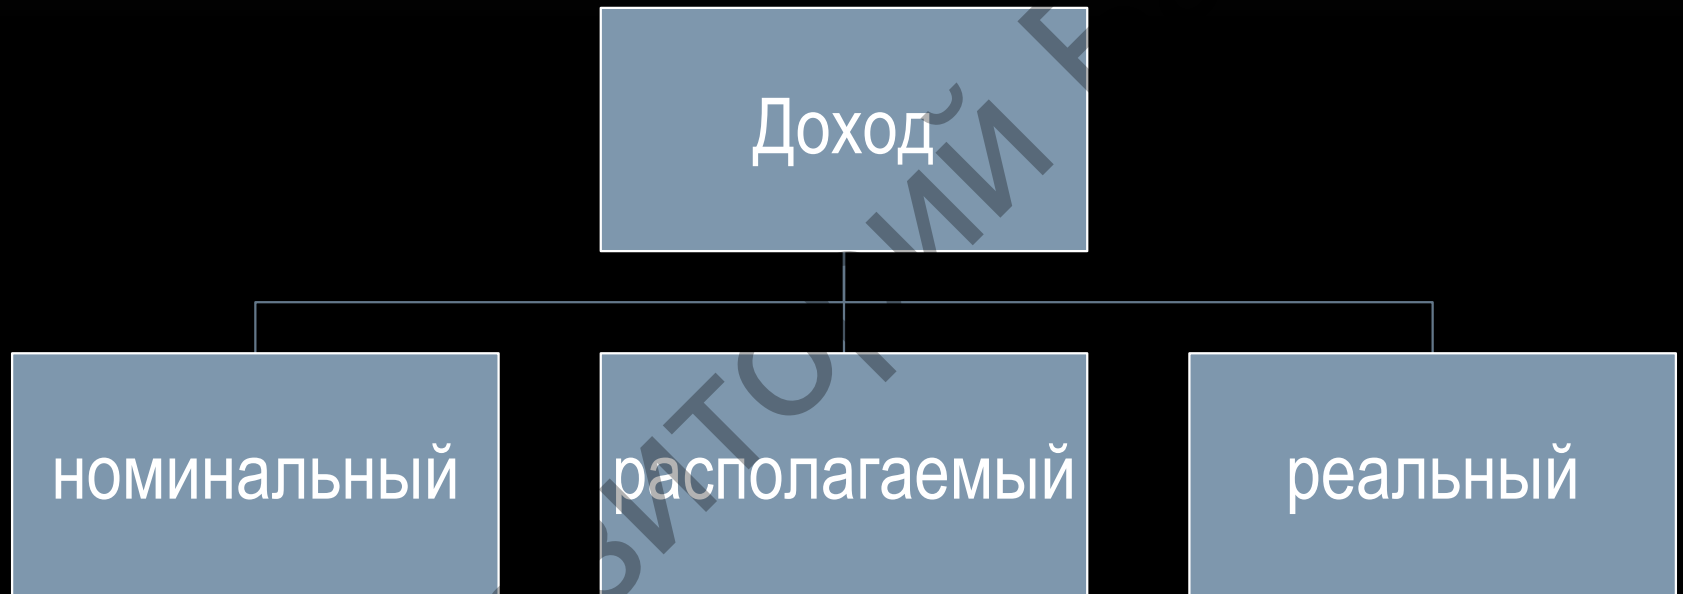 Доход
номинальный
располагаемый
реальный